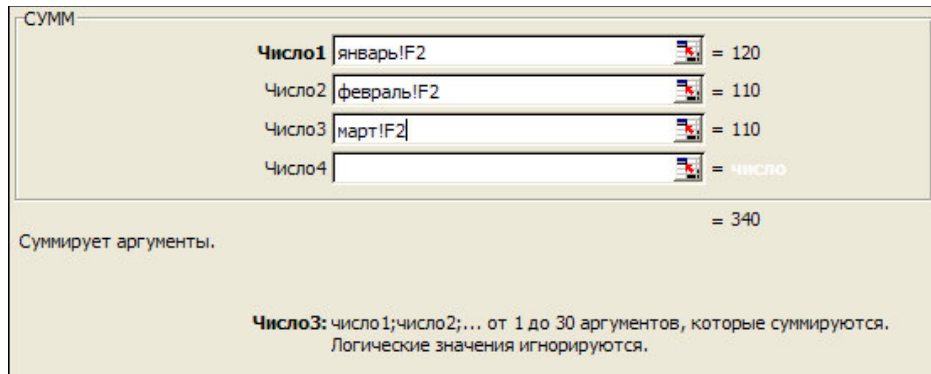 СУММ
Число1 январь!F2 = 120
Число2 февраль!F2 = 110
Число3 март!F2 = 110
Число4 = число
= 340
Суммирует аргументы.
Число3: число1;число2;... от 1 до 30 аргументов, которые суммируются.
Логические значения игнорируются.